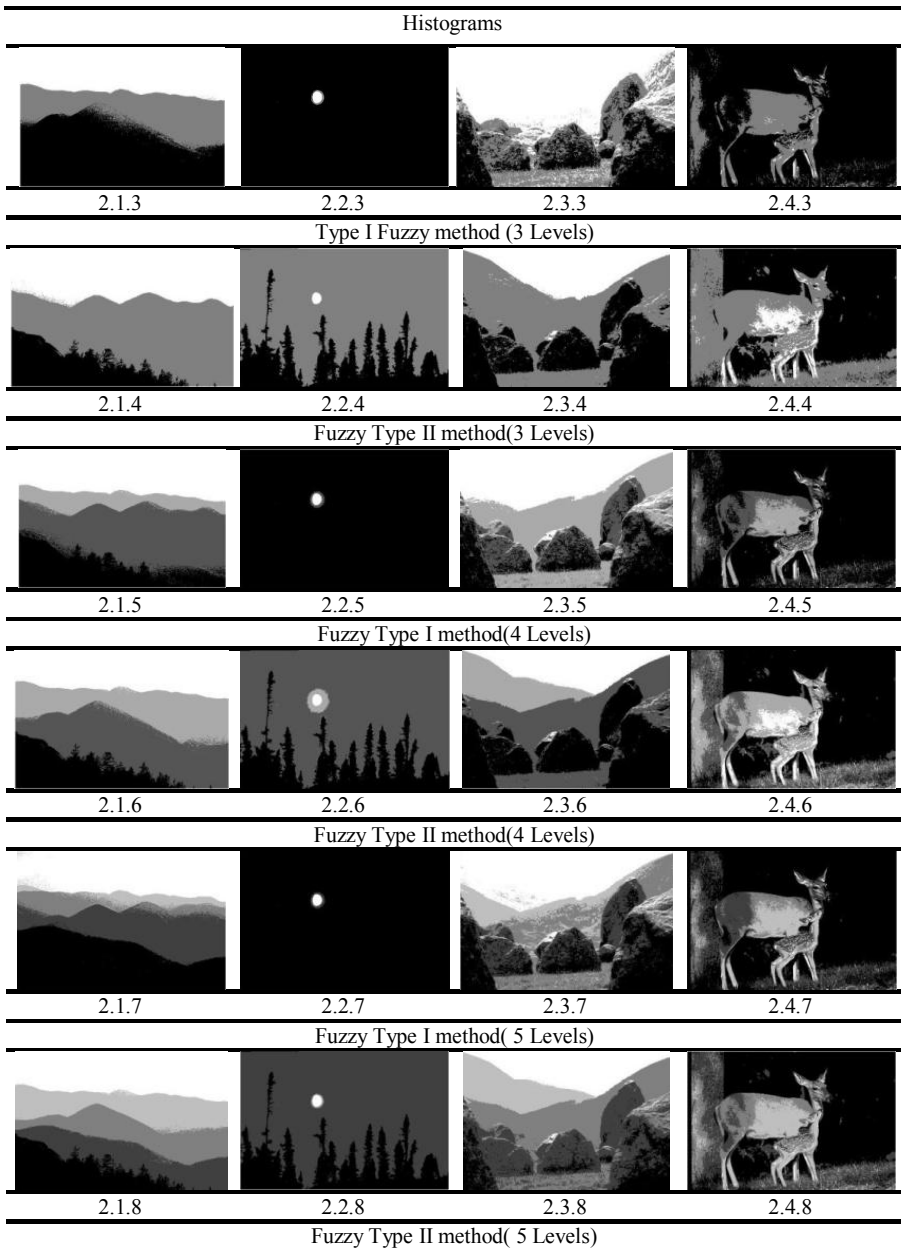 Histograms
2.1.3 2.2.3 2.3.3 2.4.3
Type I Fuzzy method (3 Levels)
2.1.4 2.2.4 2.3.4 2.4.4
Fuzzy Type II method(3 Levels)
2.1.5 2.2.5 2.3.5 2.4.5
Fuzzy Type I method(4 Levels)
2.1.6 2.2.6 2.3.6 2.4.6
Fuzzy Type II method(4 Levels)
2.1.7 2.2.7 2.3.7 2.4.7
Fuzzy Type I method( 5 Levels)
2.1.8 2.2.8 2.3.8 2.4.8
Fuzzy Type II method( 5 Levels)